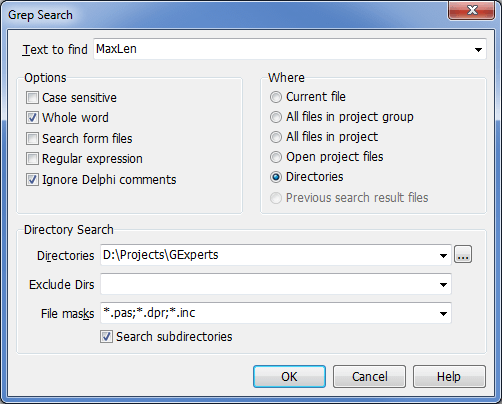 Grep Search
Text to find MaxLen
Options
Case sensitive
Whole word
Search form files
Regular expression
Ignore Delphi comments
Where
Current file
All files in project group
All files in project
Open project files
Directories
Previous search result files
Directory Search
Directories D:\Projects\GExperts ...
Exclude Dirs
File masks *.pas;*.dpr;*.inc
Search subdirectories
OK Cancel Help